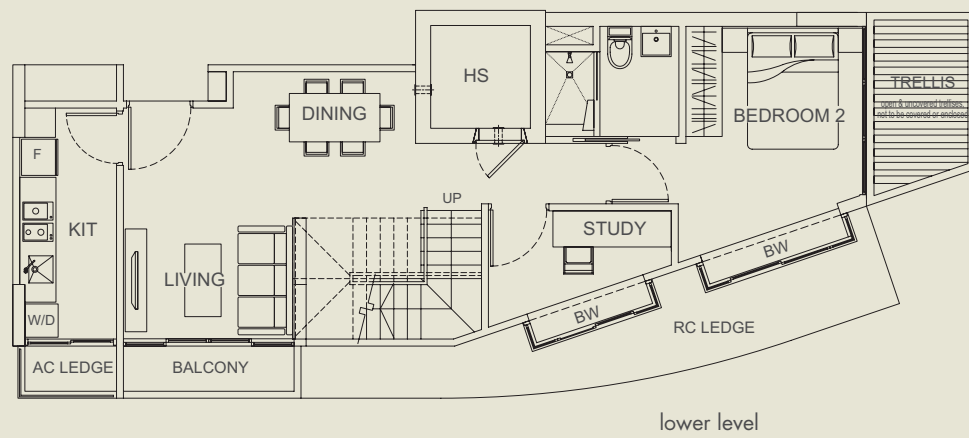 HS
TRELLIS
open & uncovered trellises
not to be covered or enclosed
DINING
BEDROOM 2
F
UP
KIT
STUDY
BW
LIVING
W/D
BW
RC LEDGE
AC LEDGE
BALCONY
lower level